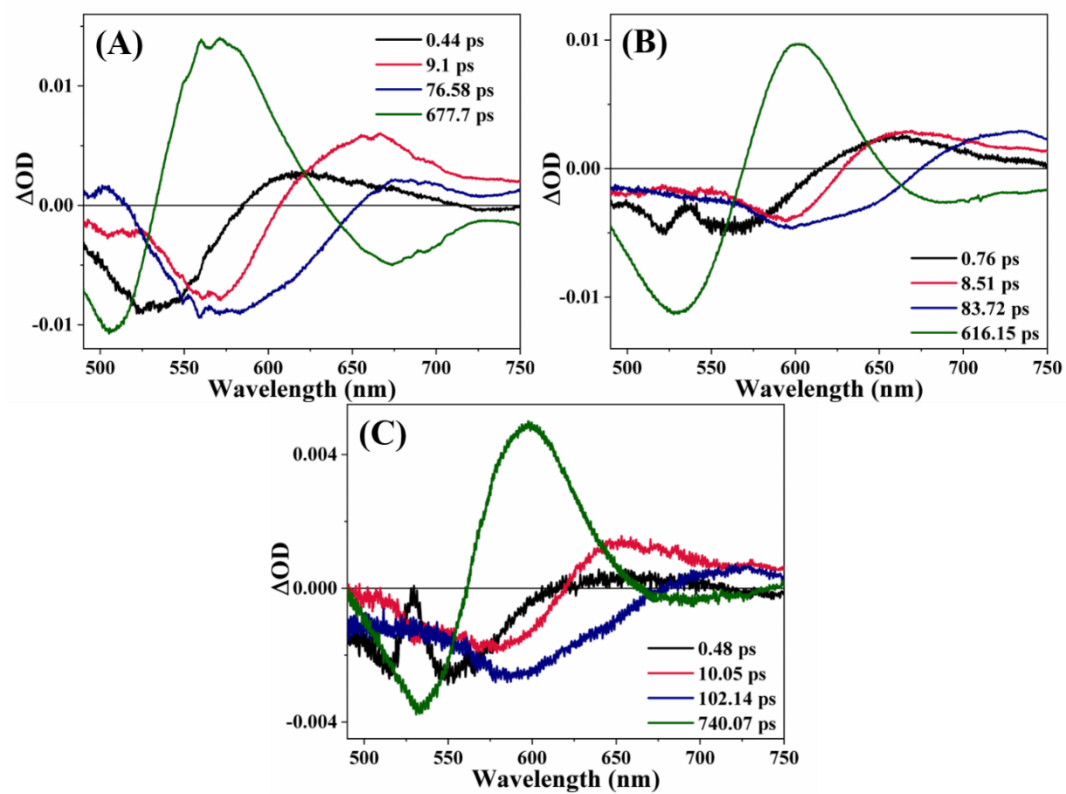 (A)
0.44 ps
9.1 ps
76.58 ps
677.7 ps
0.01
0.00
-0.01
ΔOD
500 550 600 650 700 750
Wavelength (nm)
(B)
0.76 ps
8.51 ps
83.72 ps
616.15 ps
0.01
0.00
-0.01
ΔOD
500 550 600 650 700 750
Wavelength (nm)
(C)
0.48 ps
10.05 ps
102.14 ps
740.07 ps
0.004
0.000
-0.004
ΔOD
500 550 600 650 700 750
Wavelength (nm)